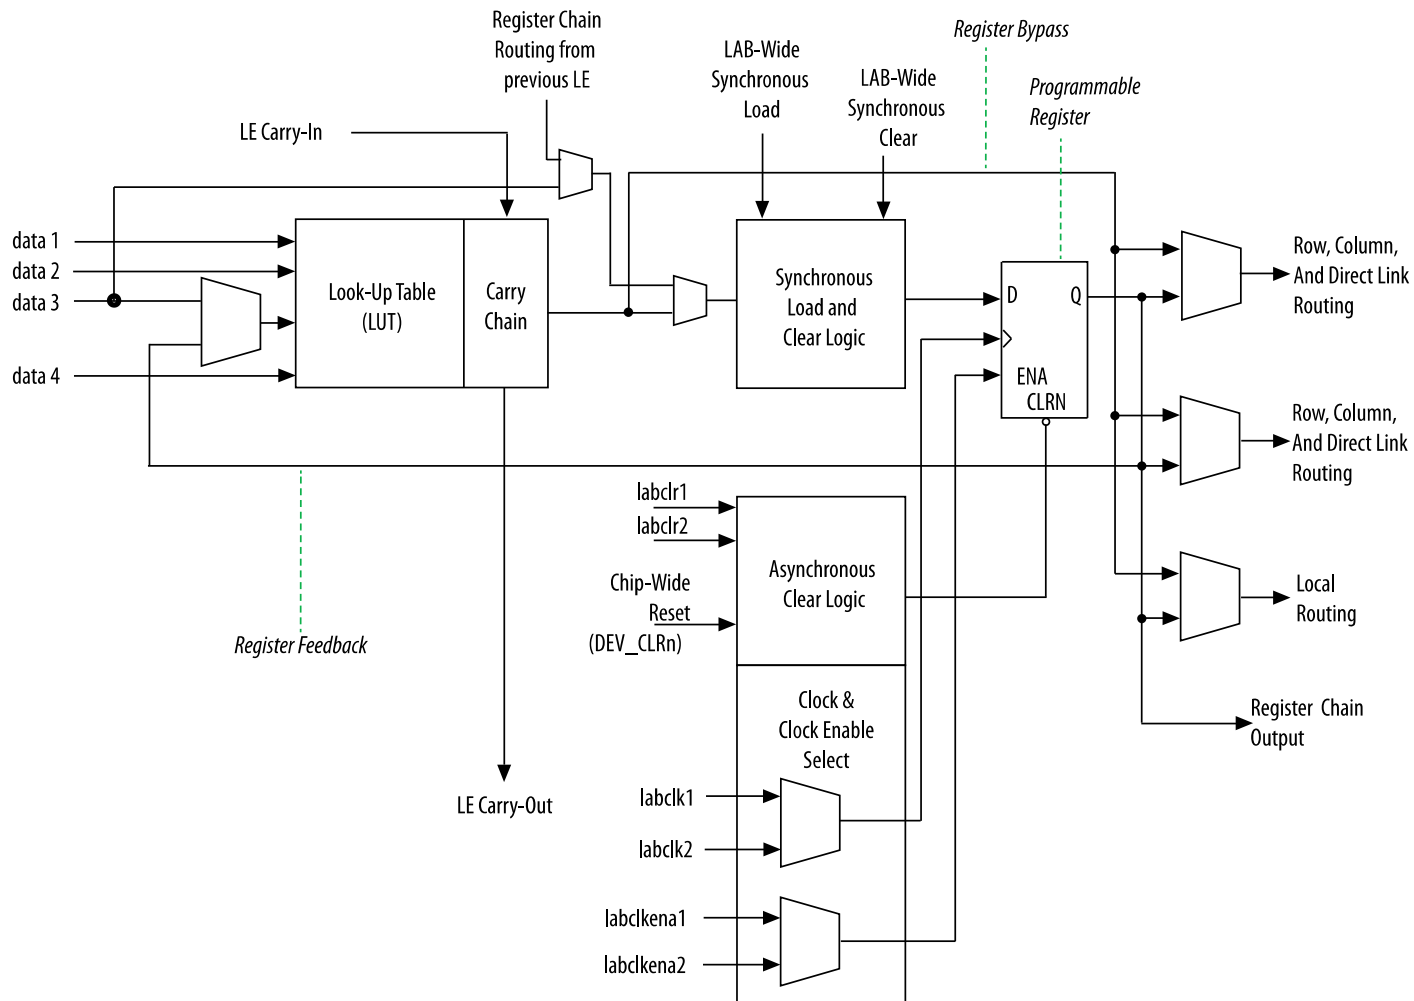 Register Chain
Routing from
previous LE
Register Bypass
LAB-Wide
Synchronous
Load
LAB-Wide
Synchronous
Clear
Programmable
Register
LE Carry-In
data 1
data 2
data 3
data 4
Look-Up Table
(LUT)
Carry
Chain
Synchronous
Load and
Clear Logic
D
Q
ENA
CLRN
Row, Column,
And Direct Link
Routing
Row, Column,
And Direct Link
Routing
labclr1
labclr2
Chip-Wide
Reset
(DEV_CLRn)
Asynchronous
Clear Logic
Local
Routing
Register Feedback
Clock &
Clock Enable
Select
Register Chain
Output
LE Carry-Out
labclk1
labclk2
labclkena1
labclkena2